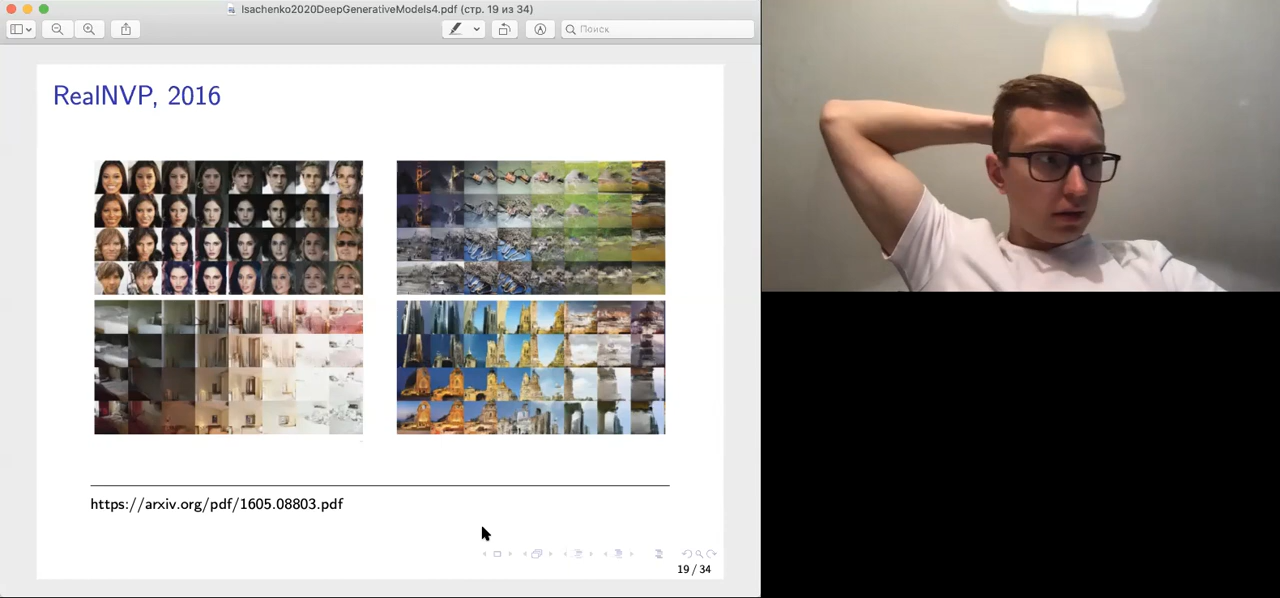 Isachenko2020DeepGenerativeModels4.pdf (стр. 19 из 34)
Поиск
RealNVP, 2016
https://arxiv.org/pdf/1605.08803.pdf
19 / 34